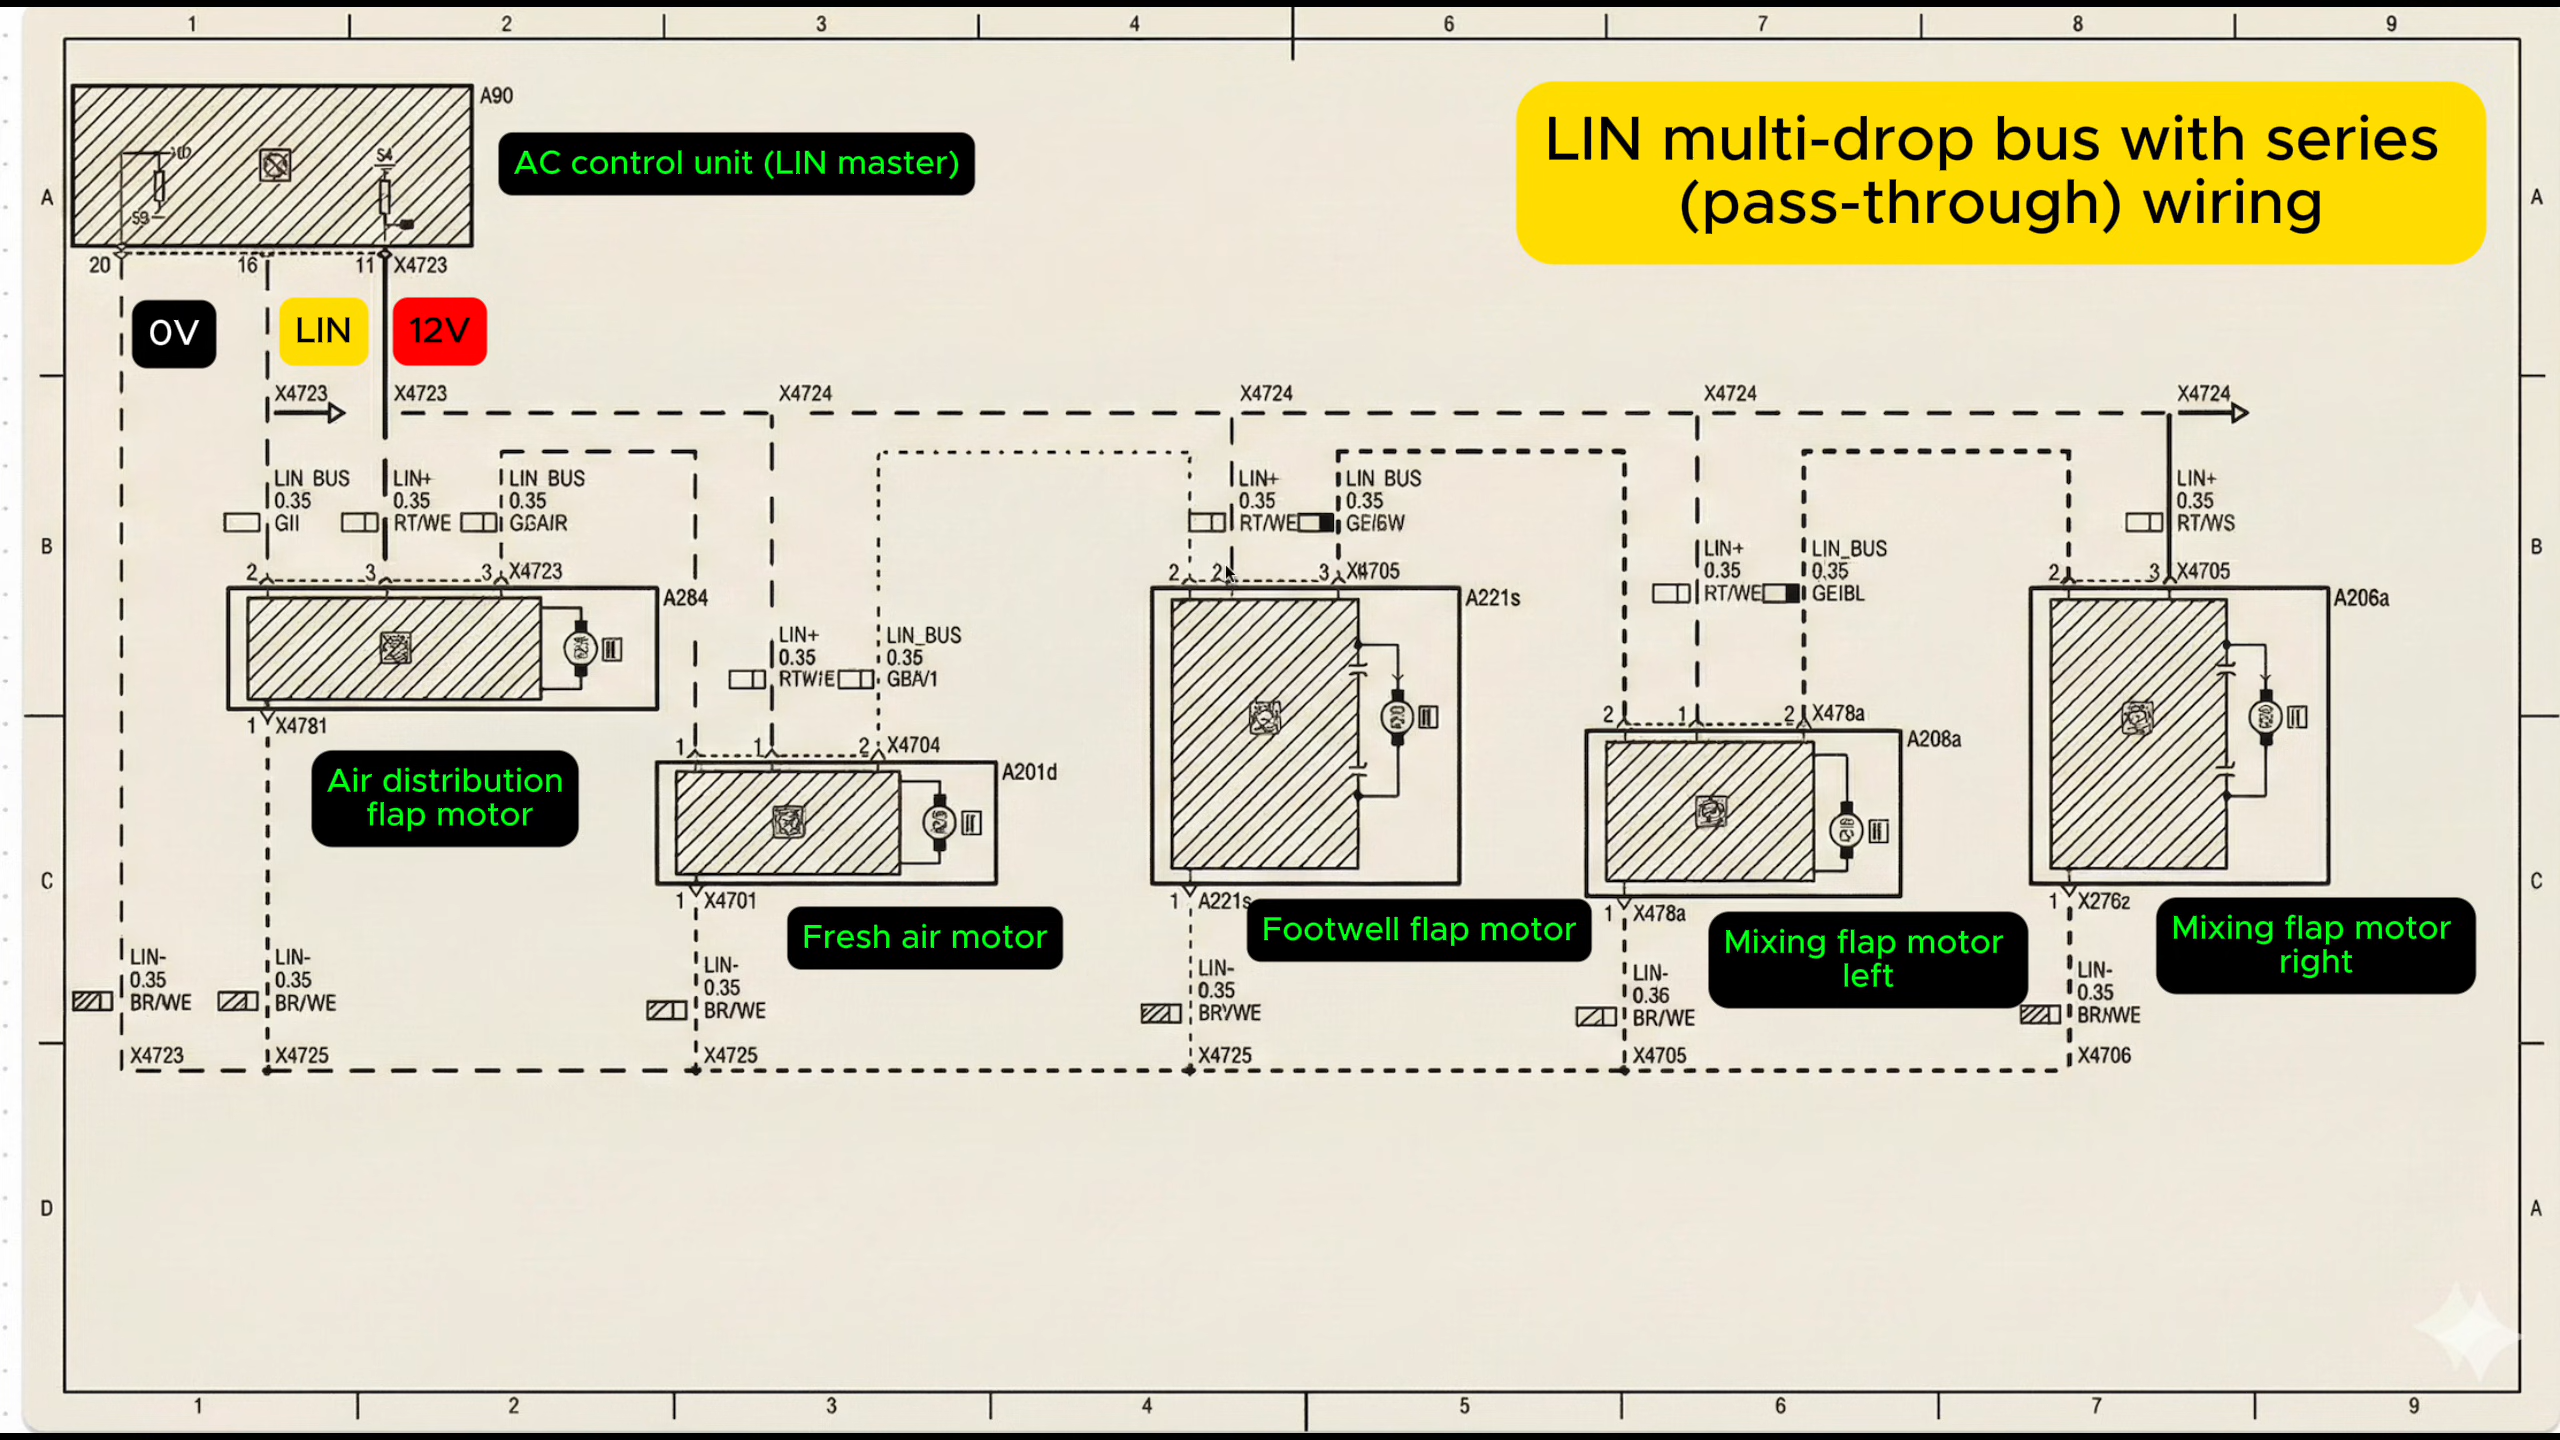 1 2 3 4 6 7 8 9
A90
AC control unit (LIN master)
LIN multi-drop bus with series
(pass-through) wiring
S4
S9
A A
20 16 11 X4723
0V LIN 12V
X4723 X4723 X4724 X4724 X4724 X4724
LIN BUS
0.35
GII
LIN+
0.35
RT/WE
LIN BUS
0.35
LIN+
0.35
RT/WE
LIN BUS
0.35
LIN+
0.35
RT/WS
B B
2 3 3 X4723
A284
LIN+
0.35
LIN_BUS
0.35
GBA/1
2 2 3 X4705
A221s
LIN+
0.35
RT/WE
LIN_BUS
0.35
GEIBL
2 3 X4705
A206a
1 X4781
Air distribution
flap motor
1 1 2 X4704
A201d
2 1 2 X478a
A208a
C C
1 X4701
Fresh air motor
1 A221s
Footwell flap motor
1 X478a
Mixing flap motor
left
1 X276z
Mixing flap motor
right
LIN-
0.35
BR/WE
LIN-
0.35
BR/WE
LIN-
0.35
BR/WE
LIN-
0.35
BR/WE
LIN-
0.36
BR/WE
LIN-
0.35
X4723 X4725 X4725 X4725 X4705 X4706
D A
1 2 3 4 5 6 7 9